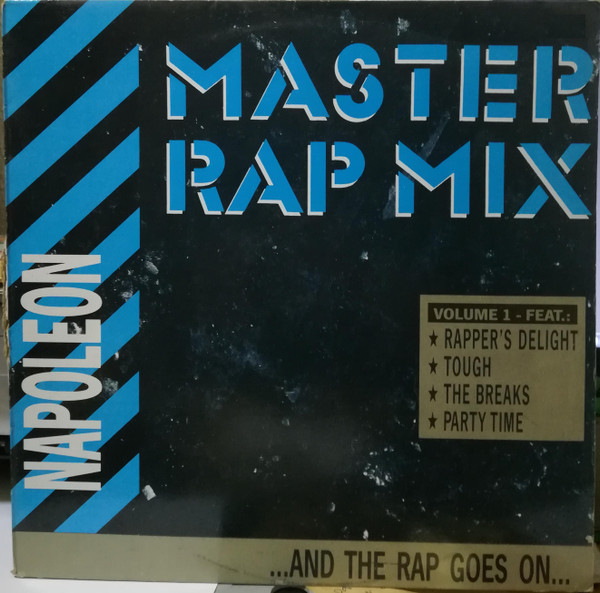 MASTER
RAP MIX
NAPOLEON
VOLUME 1 - FEAT.:
★ RAPPER'S DELIGHT
★ TOUGH
★ THE BREAKS
★ PARTY TIME
...AND THE RAP GOES ON...